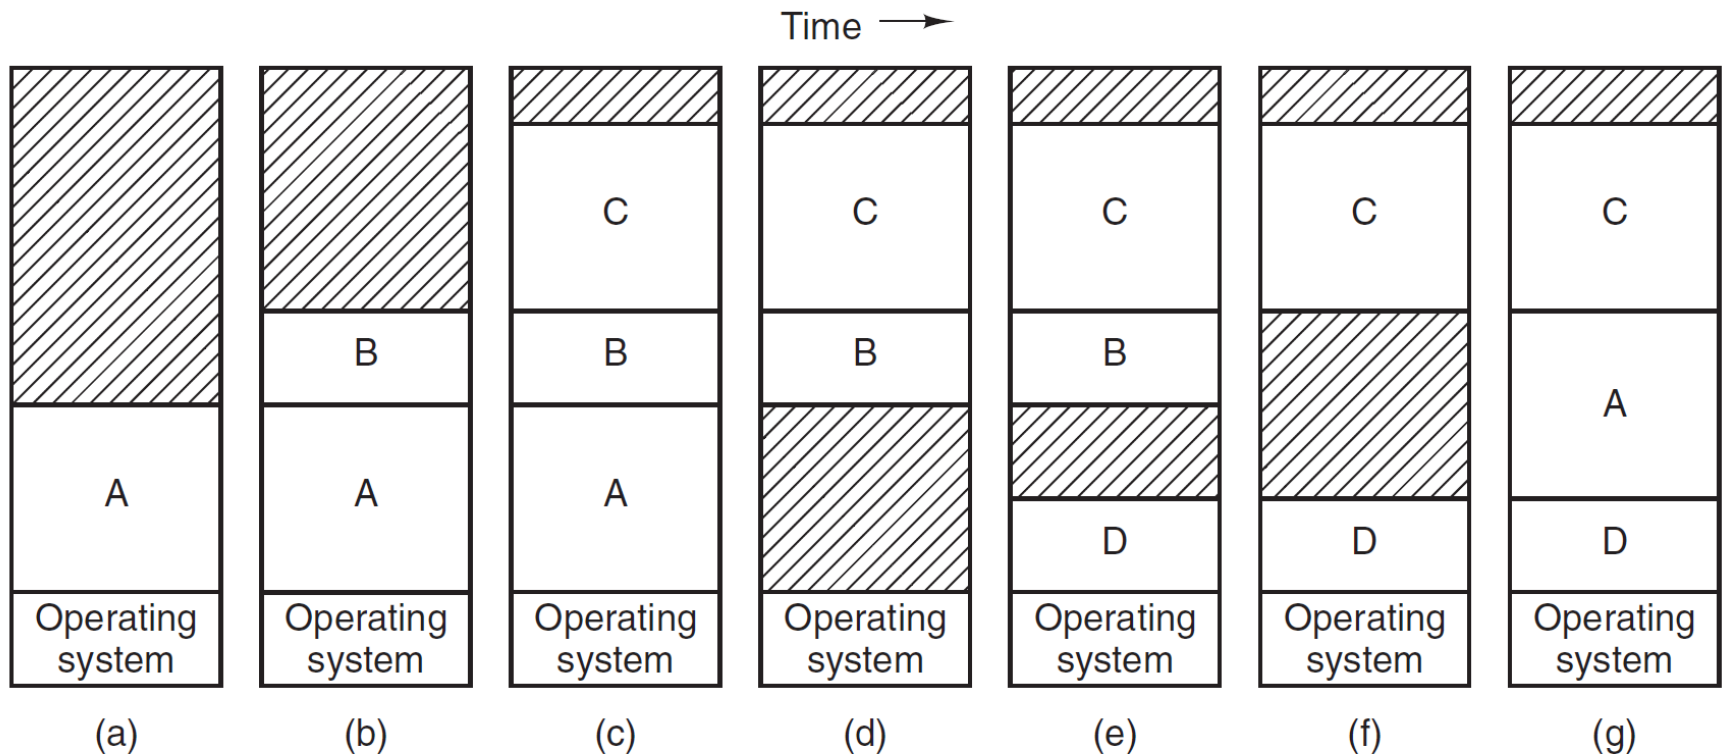 Time
C
C
C
C
C
B
B
B
B
A
A
A
A
D
D
D
Operating
system
Operating
system
Operating
system
Operating
system
Operating
system
Operating
system
Operating
system
(a)
(b)
(c)
(d)
(e)
(f)
(g)